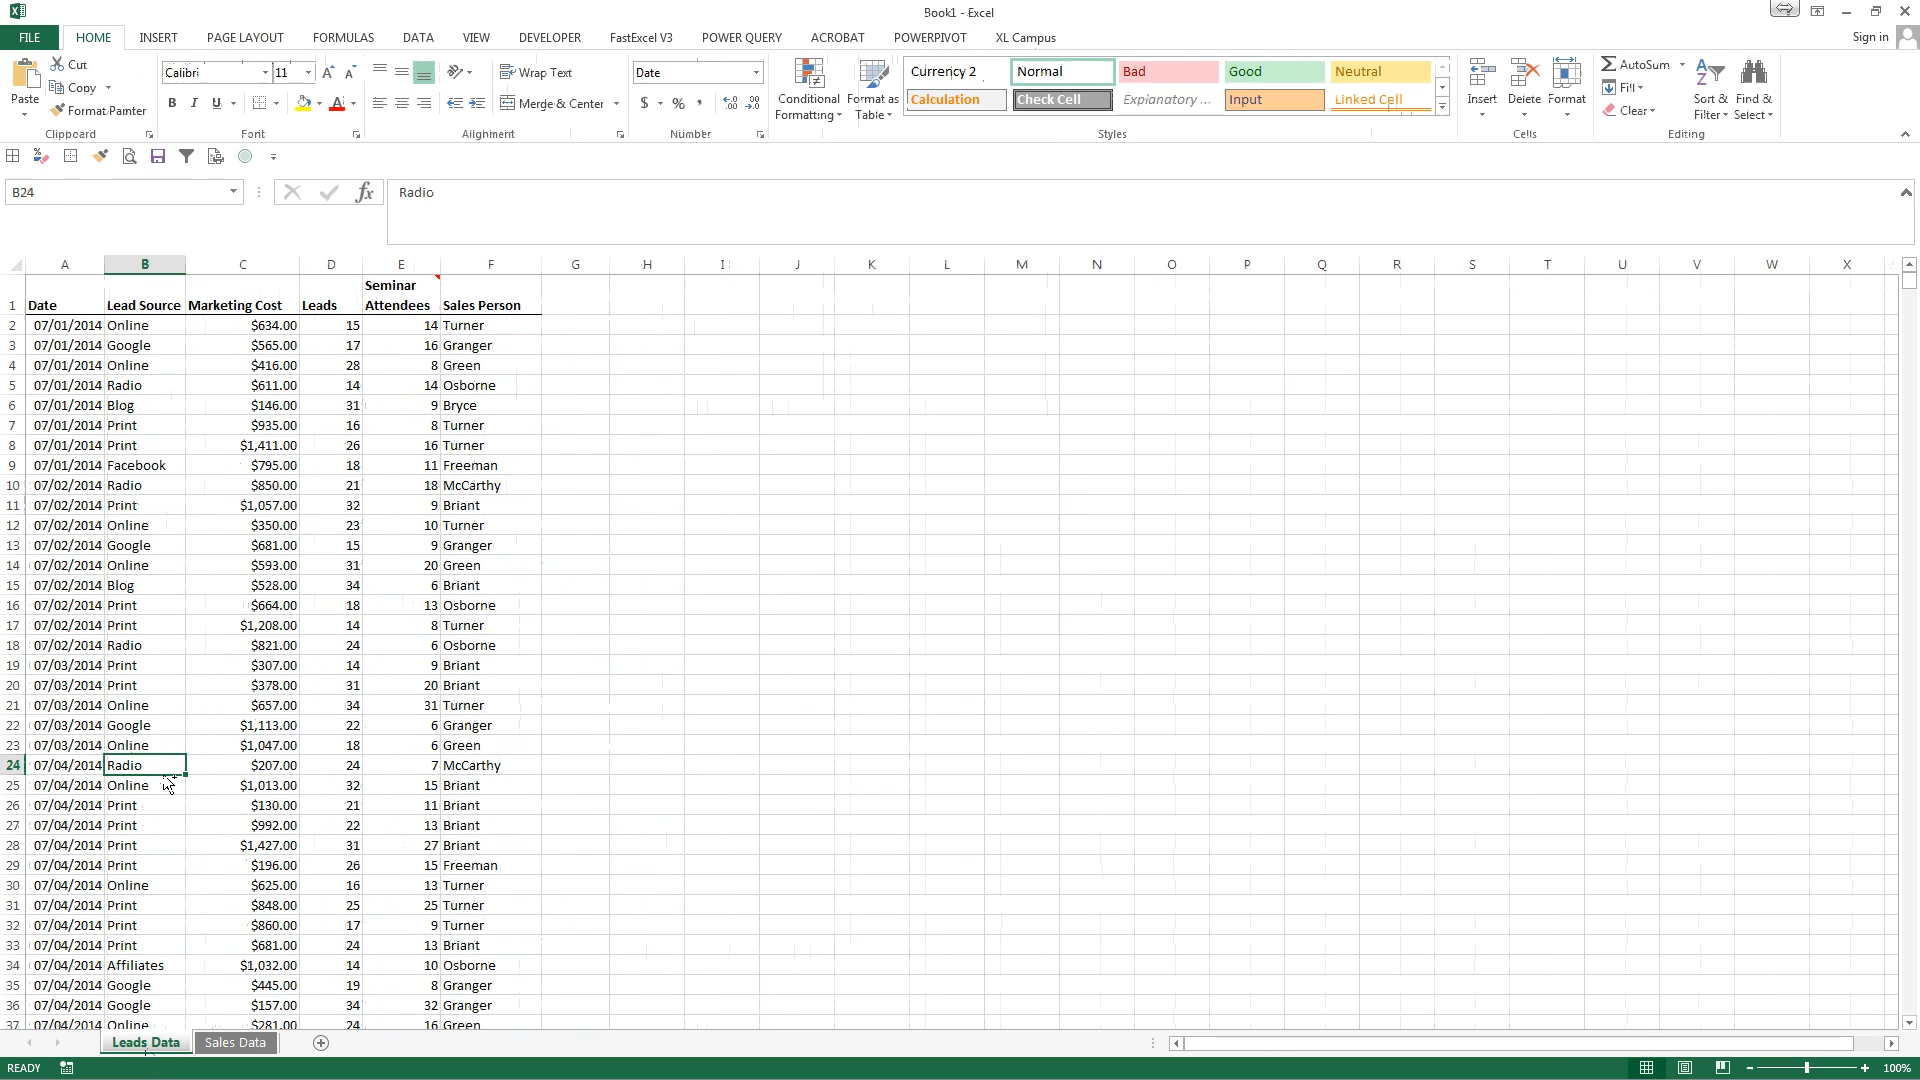 Book1 - Excel
FILE HOME INSERT PAGE LAYOUT FORMULAS DATA VIEW DEVELOPER FastExcel V3 POWER QUERY ACROBAT POWERPIVOT XL Campus Sign in
Cut
Copy
Format Painter
Paste
Clipboard
Calibri 11
B I U
Font
Wrap Text
Merge & Center
Alignment
Date
$ %
Number
Conditional Formatting
Format as Table
Currency 2 Normal Bad Good Neutral
Calculation Check Cell Explanatory ... Input Linked Cell
Styles
Insert Delete Format
Cells
AutoSum
Fill
Clear
Sort & Filter
Find & Select
Editing
B24 fx Radio
A B C D E F G H I J K L M N O P Q R S T U V W X
1 Date Lead Source Marketing Cost Leads Seminar Attendees Sales Person
2 07/01/2014 Online $634.00 15 14 Turner
3 07/01/2014 Google $565.00 17 16 Granger
4 07/01/2014 Online $416.00 28 8 Green
5 07/01/2014 Radio $611.00 14 14 Osborne
6 07/01/2014 Blog $146.00 31 9 Bryce
7 07/01/2014 Print $935.00 16 8 Turner
8 07/01/2014 Print $1,411.00 26 16 Turner
9 07/01/2014 Facebook $795.00 18 11 Freeman
10 07/02/2014 Radio $850.00 21 18 McCarthy
11 07/02/2014 Print $1,057.00 32 9 Briant
12 07/02/2014 Online $350.00 23 10 Turner
13 07/02/2014 Google $681.00 15 9 Granger
14 07/02/2014 Online $593.00 31 20 Green
15 07/02/2014 Blog $528.00 34 6 Briant
16 07/02/2014 Print $664.00 18 13 Osborne
17 07/02/2014 Print $1,208.00 14 8 Turner
18 07/02/2014 Radio $821.00 24 6 Osborne
19 07/03/2014 Print $307.00 14 9 Briant
20 07/03/2014 Print $378.00 31 20 Briant
21 07/03/2014 Online $657.00 34 31 Turner
22 07/03/2014 Google $1,113.00 22 6 Granger
23 07/03/2014 Online $1,047.00 18 6 Green
24 07/04/2014 Radio $207.00 24 7 McCarthy
25 07/04/2014 Online $1,013.00 32 15 Briant
26 07/04/2014 Print $130.00 21 11 Briant
27 07/04/2014 Print $992.00 22 13 Briant
28 07/04/2014 Print $1,427.00 31 27 Briant
29 07/04/2014 Print $196.00 26 15 Freeman
30 07/04/2014 Online $625.00 16 13 Turner
31 07/04/2014 Print $848.00 25 25 Turner
32 07/04/2014 Print $860.00 17 9 Turner
33 07/04/2014 Print $681.00 24 13 Briant
34 07/04/2014 Affiliates $1,032.00 14 10 Osborne
35 07/04/2014 Google $445.00 19 8 Granger
36 07/04/2014 Google $157.00 34 32 Granger
37 07/04/2014 Online $281.00 24 16 Green
Leads Data Sales Data
READY 100%